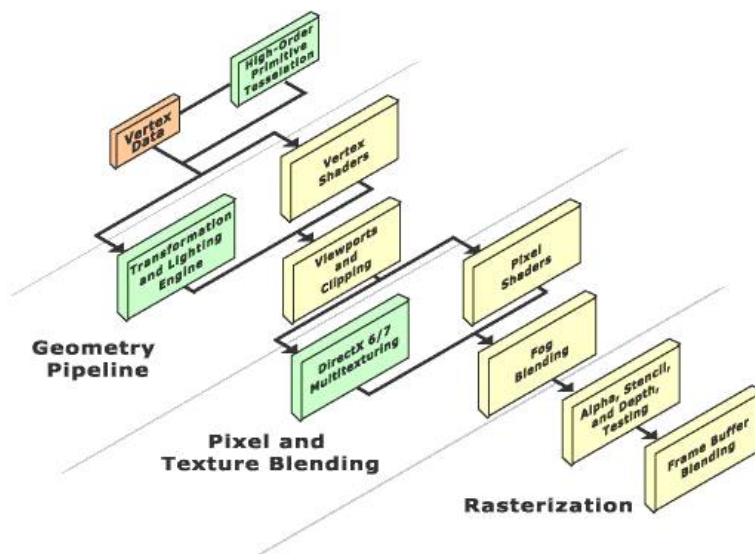 High-Order
Primitive
Tesselation
Vertex
Data
Vertex
Shaders
Transformation
and Lighting
Engine
Viewports
and
Clipping
Pixel
Shaders
Geometry
Pipeline
DirectX 6/7
Multitexturing
Fog
Blending
Pixel and
Texture Blending
Alpha, Stencil,
and Depth,
Testing
Frame Buffer
Blending
Rasterization